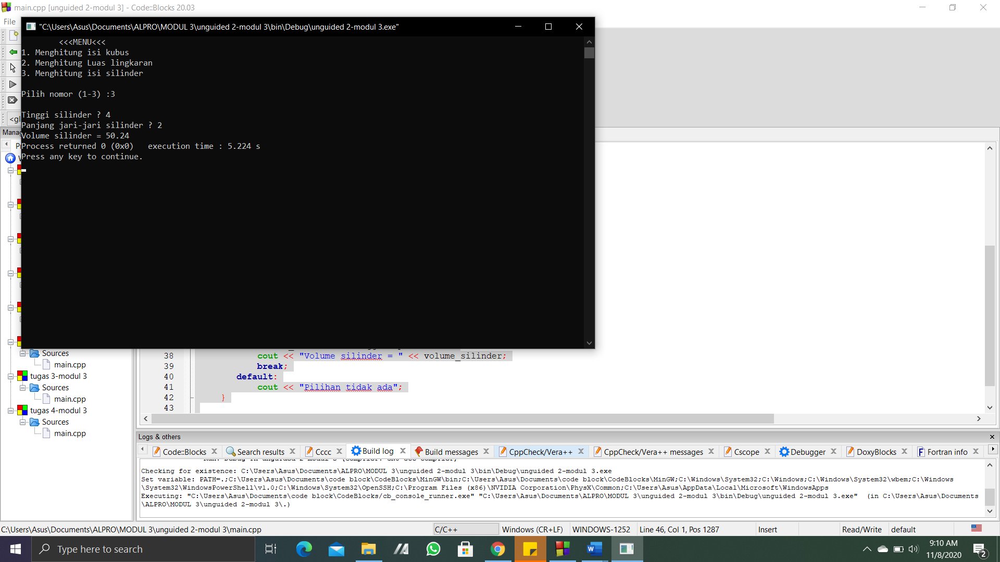 main.cpp [unguided 2-modul 3] - Code::Blocks 20.03
File
"C:\Users\Asus\Documents\ALPRO\MODUL 3\unguided 2-modul 3\bin\Debug\unguided 2-modul 3.exe"
<<<MENU<<<
1. Menghitung isi kubus
2. Menghitung Luas lingkaran
3. Menghitung isi silinder
Pilih nomor (1-3) :3
Tinggi silinder ? 4
Panjang jari-jari silinder ? 2
Volume silinder = 50.24
Process returned 0 (0x0)   execution time : 5.224 s
Press any key to continue.
<gl
Manag
Pr
Sources
main.cpp
tugas 3-modul 3
Sources
main.cpp
tugas 4-modul 3
Sources
main.cpp
38 cout << "Volume silinder = " << volume_silinder;
39 break;
40 default:
41 cout << "Pilihan tidak ada";
42 }
43
Logs & others
Code::Blocks Search results Cccc Build log Build messages CppCheck/Vera++ CppCheck/Vera++ messages Cscope Debugger DoxyBlocks Fortran info
Checking for existence: C:\Users\Asus\Documents\ALPRO\MODUL 3\unguided 2-modul 3\bin\Debug\unguided 2-modul 3.exe
Set variable: PATH=.;C:\Users\Asus\Documents\code block\CodeBlocks\MinGW\bin;C:\Users\Asus\Documents\code block\CodeBlocks\MinGW;C:\Windows\System32;C:\Windows;C:\Windows\System32\wbem;C:\Windows
\System32\WindowsPowerShell\v1.0;C:\Windows\System32\OpenSSH;C:\Program Files (x86)\NVIDIA Corporation\PhysX\Common;C:\Users\Asus\AppData\Local\Microsoft\WindowsApps
Executing: "C:\Users\Asus\Documents\code block\CodeBlocks/cb_console_runner.exe" "C:\Users\Asus\Documents\ALPRO\MODUL 3\unguided 2-modul 3\bin\Debug\unguided 2-modul 3.exe"  (in C:\Users\Asus\Documents
\ALPRO\MODUL 3\unguided 2-modul 3\.)
C:\Users\Asus\Documents\ALPRO\MODUL 3\unguided 2-modul 3\main.cpp C/C++ Windows (CR+LF) WINDOWS-1252 Line 46, Col 1, Pos 1287 Insert Read/Write default
Type here to search
9:10 AM
11/8/2020
2